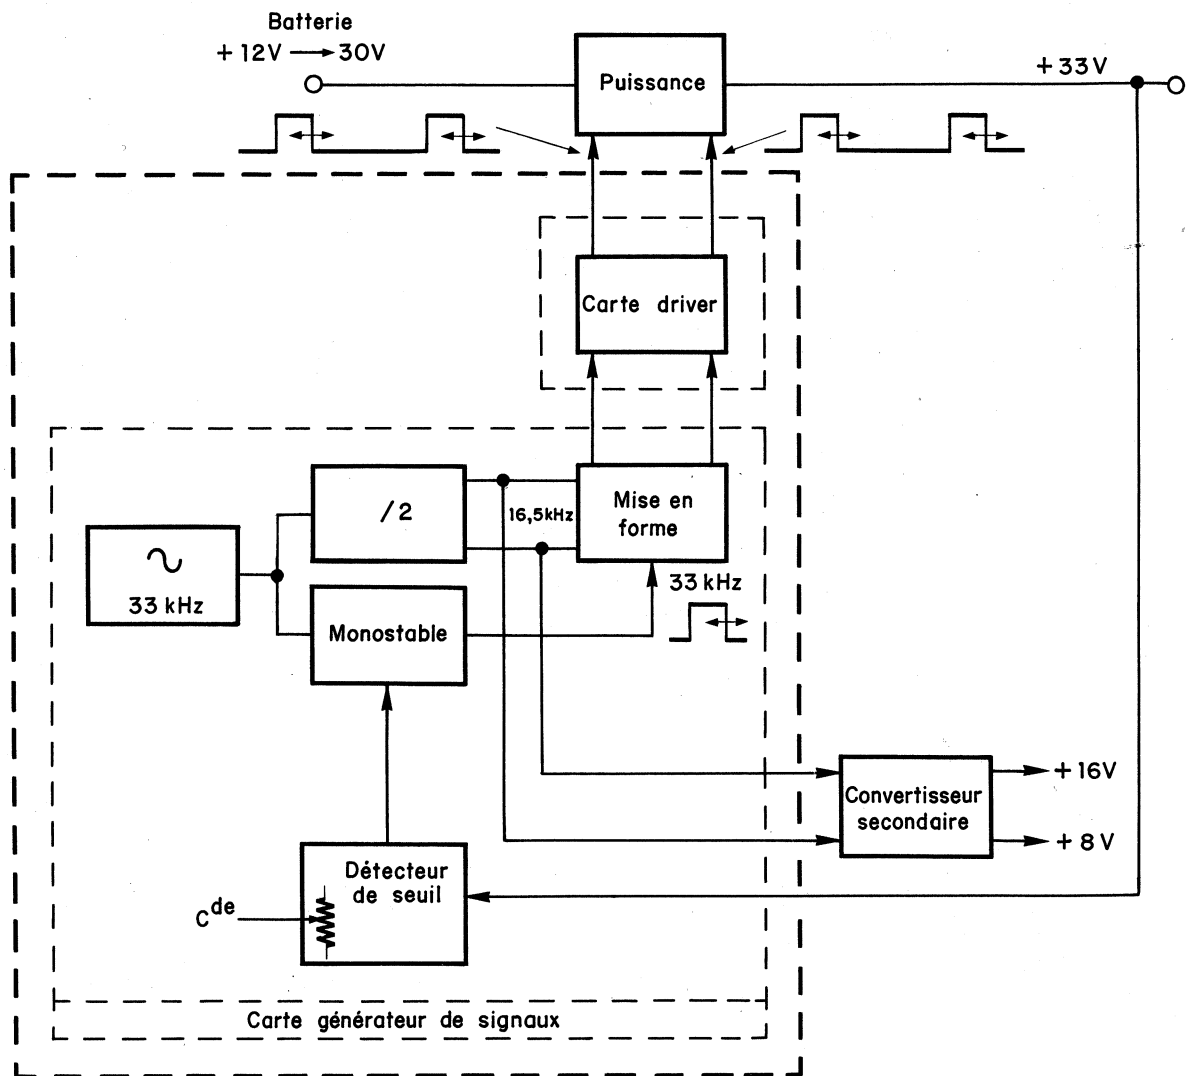 Batterie
+12V → 30V
Puissance
+33V
Carte driver
/2
16,5kHz
Mise en
forme
33 kHz
33 kHz
Monostable
Convertisseur
secondaire
+16V
+8V
Détecteur
de seuil
Cde
Carte générateur de signaux